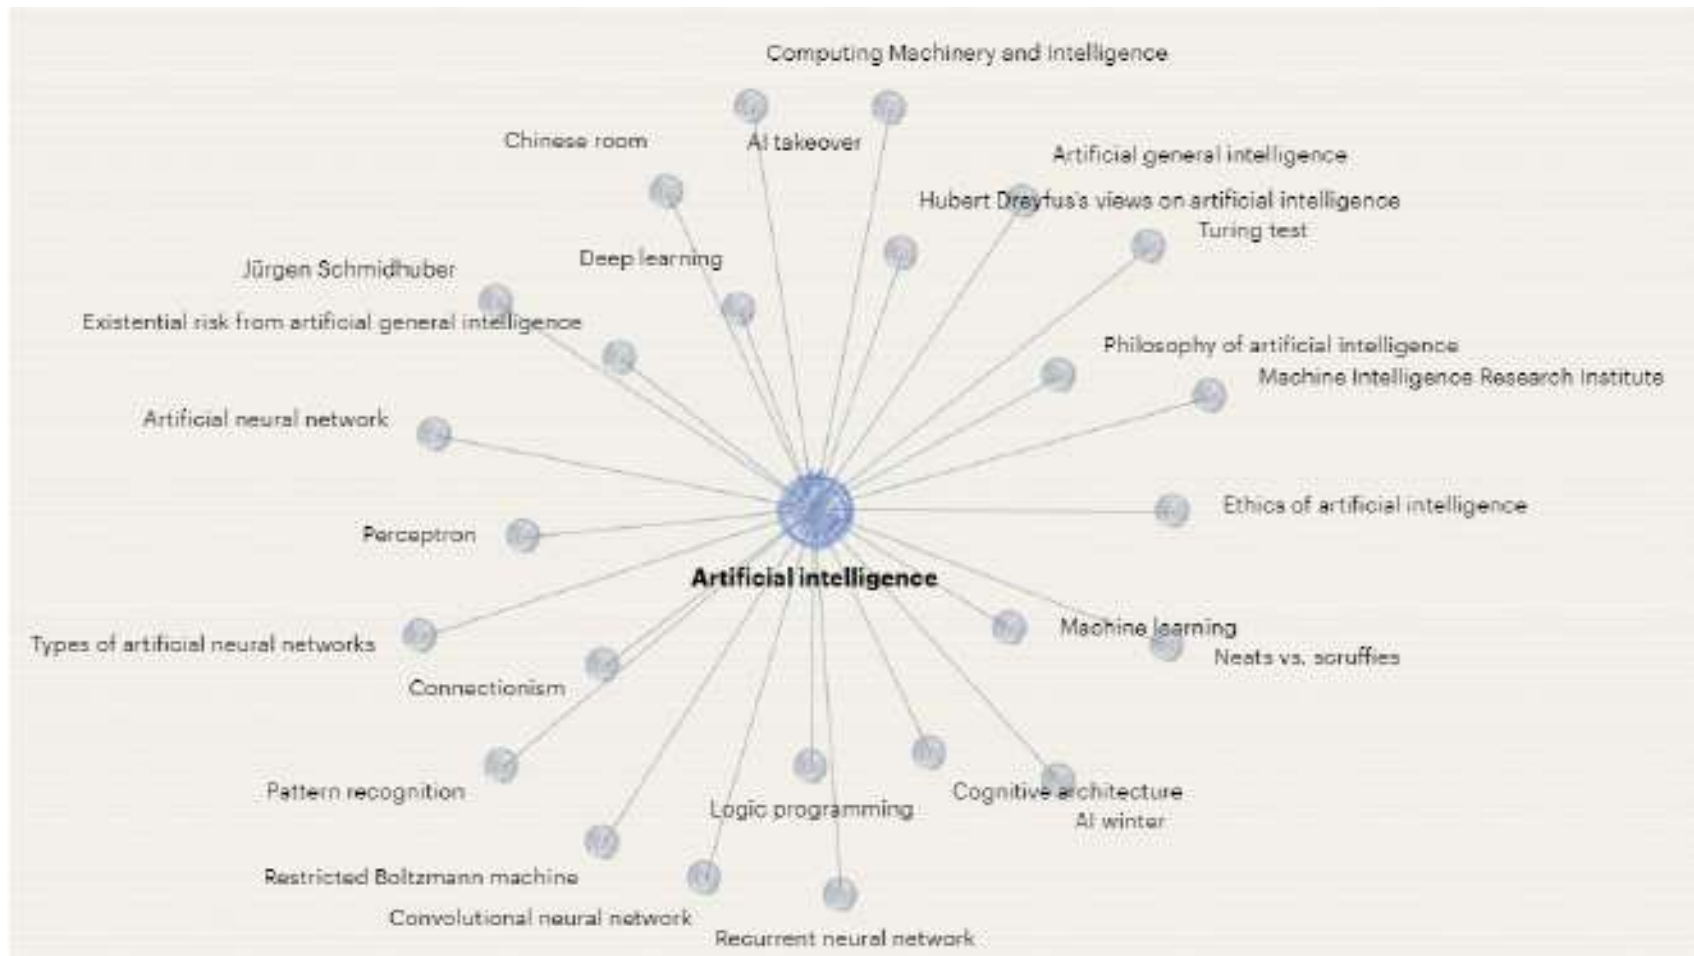 Computing Machinery and Intelligence
Chinese room
AI takeover
Artificial general intelligence
Hubert Dreyfus's views on artificial intelligence
Turing test
Deep learning
Jürgen Schmidhuber
Existential risk from artificial general intelligence
Philosophy of artificial intelligence
Machine Intelligence Research Institute
Artificial neural network
Ethics of artificial intelligence
Perceptron
Artificial intelligence
Machine learning
Types of artificial neural networks
Neats vs. scruffies
Connectionism
Pattern recognition
Cognitive architecture
Logic programming
AI winter
Restricted Boltzmann machine
Convolutional neural network
Recurrent neural network